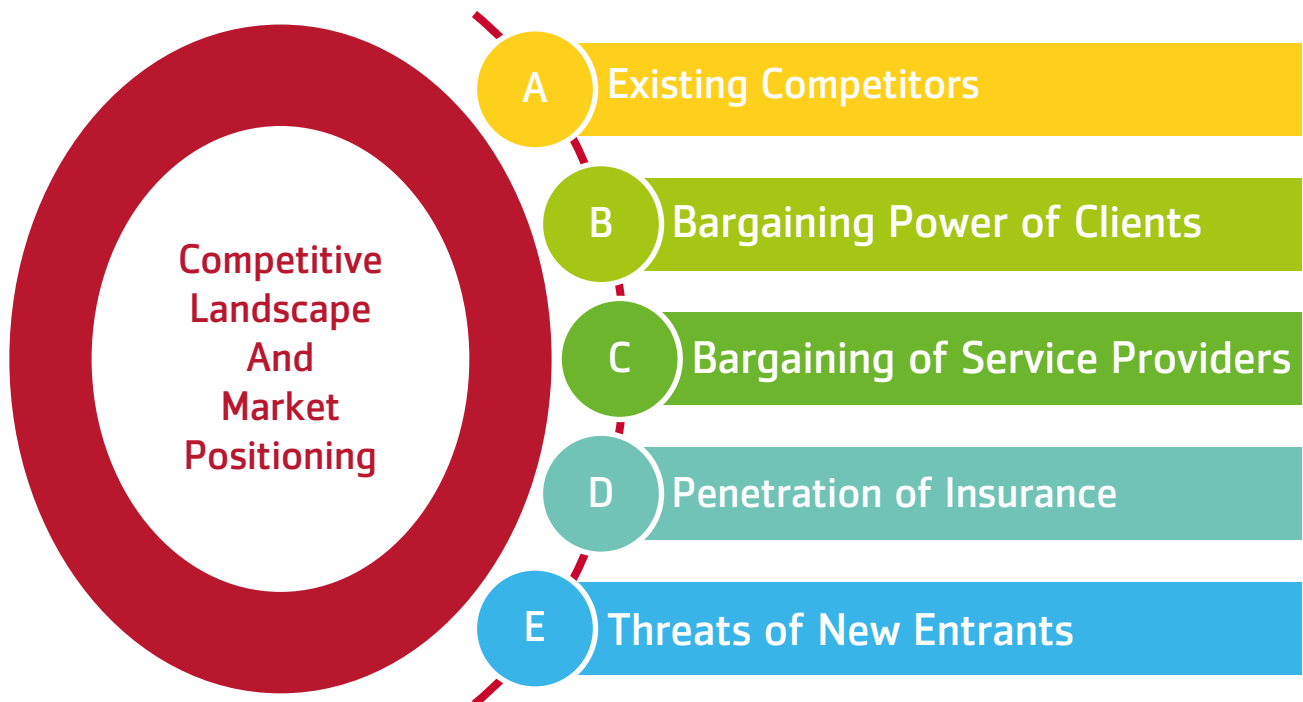 Competitive
Landscape
And
Market
Positioning
A
Existing Competitors
B
Bargaining Power of Clients
C
Bargaining of Service Providers
D
Penetration of Insurance
E
Threats of New Entrants